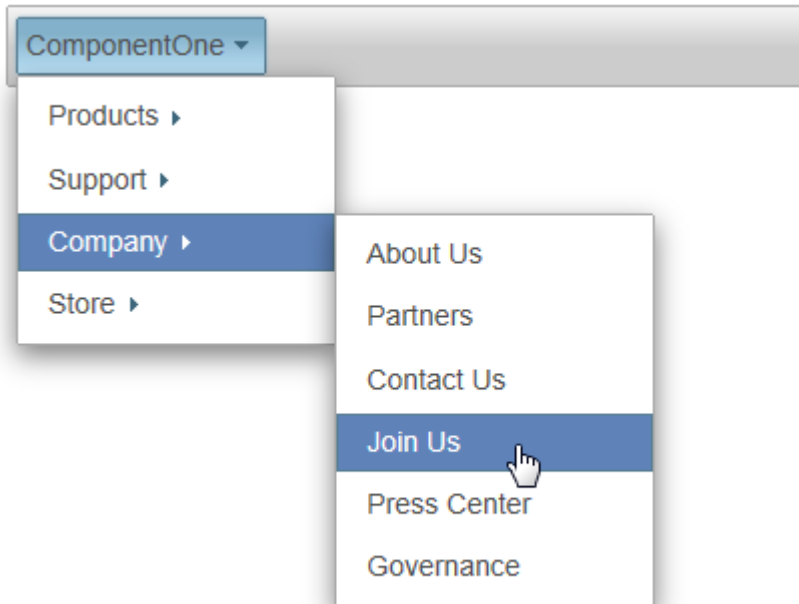 ComponentOne
Products
Support
Company
Store
About Us
Partners
Contact Us
Join Us
Press Center
Governance